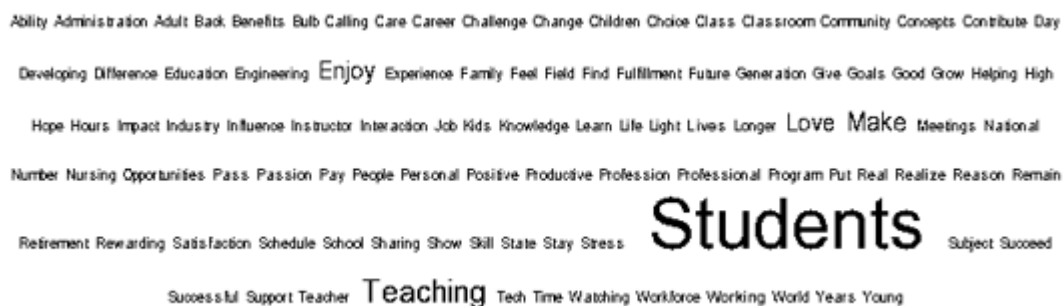 Ability Administration Adult Back Benefits Bulb Calling Care Career Challenge Change Children Choice Class Classroom Community Concepts Contribute Day
Developing Difference Education Engineering Enjoy Experience Family Feel Field Find Fulfillment Future Generation Give Goals Good Grow Helping High
Hope Hours Impact Industry Influence Instructor Interaction Job Kids Knowledge Learn Life Light Lives Longer Love Make Meetings National
Number Nursing Opportunities Pass Passion Pay People Personal Positive Productive Profession Professional Program Put Real Realize Reason Remain
Retirement Rewarding Satisfaction Schedule School Sharing Show Skill State Stay Stress Students Subject Succeed
Successful Support Teacher Teaching Tech Time Watching Workforce Working World Years Young